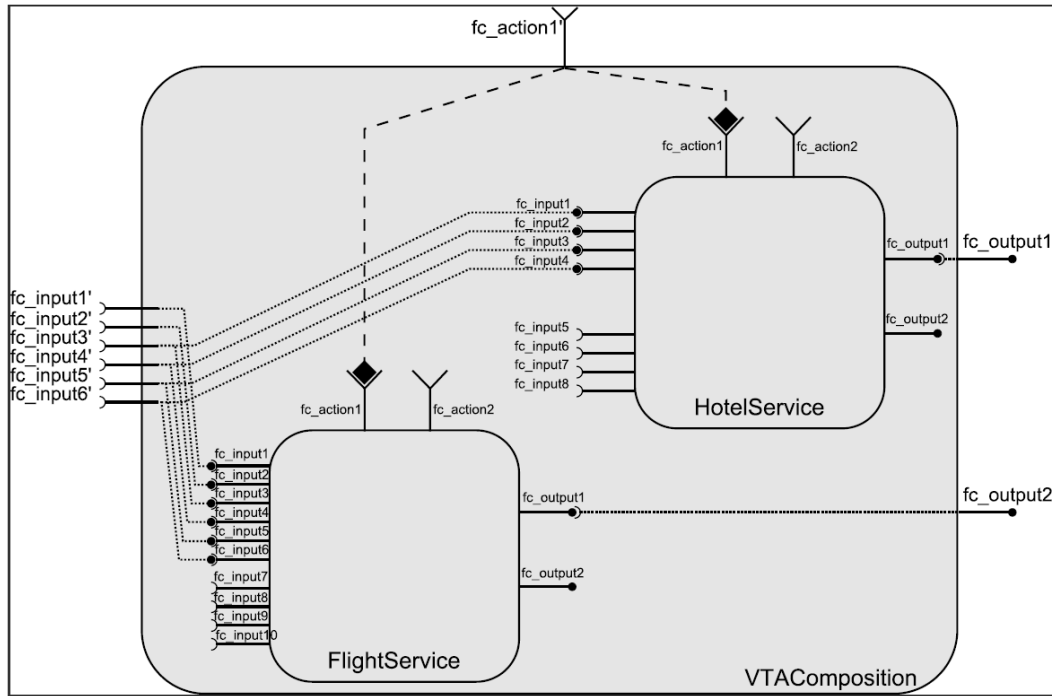 fc_action1'
fc_action1
fc_action2
fc_input1
fc_input2
fc_input3
fc_input4
fc_output1
fc_output1
fc_input1'
fc_input2'
fc_input3'
fc_input4'
fc_input5'
fc_input6'
fc_output2
fc_input5
fc_input6
fc_input7
fc_input8
HotelService
fc_action1
fc_action2
fc_input1
fc_input2
fc_input3
fc_input4
fc_input5
fc_input6
fc_output1
fc_output2
fc_input7
fc_input8
fc_input9
fc_input10
fc_output2
FlightService
VTAComposition